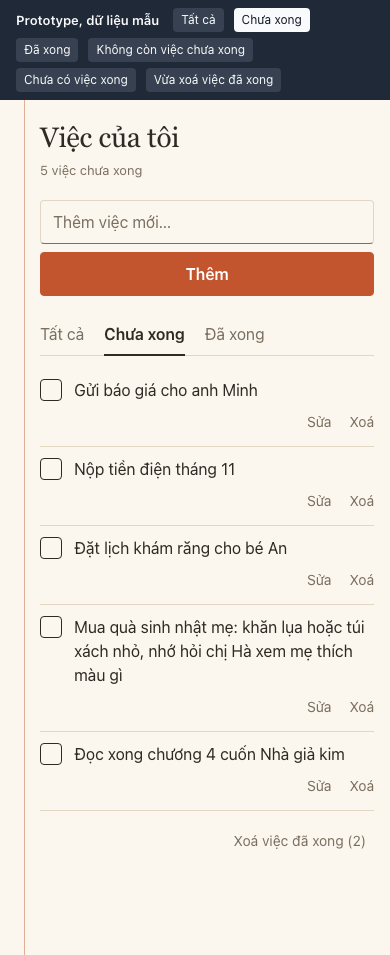 Prototype, dữ liệu mẫu Tất cả Chưa xong
Đã xong Không còn việc chưa xong
Chưa có việc xong Vừa xoá việc đã xong
Việc của tôi
5 việc chưa xong
Thêm việc mới...
Thêm
Tất cả Chưa xong Đã xong
Gửi báo giá cho anh Minh
Sửa Xoá
Nộp tiền điện tháng 11
Sửa Xoá
Đặt lịch khám răng cho bé An
Sửa Xoá
Mua quà sinh nhật mẹ: khăn lụa hoặc túi
xách nhỏ, nhớ hỏi chị Hà xem mẹ thích
màu gì
Sửa Xoá
Đọc xong chương 4 cuốn Nhà giả kim
Sửa Xoá
Xoá việc đã xong (2)